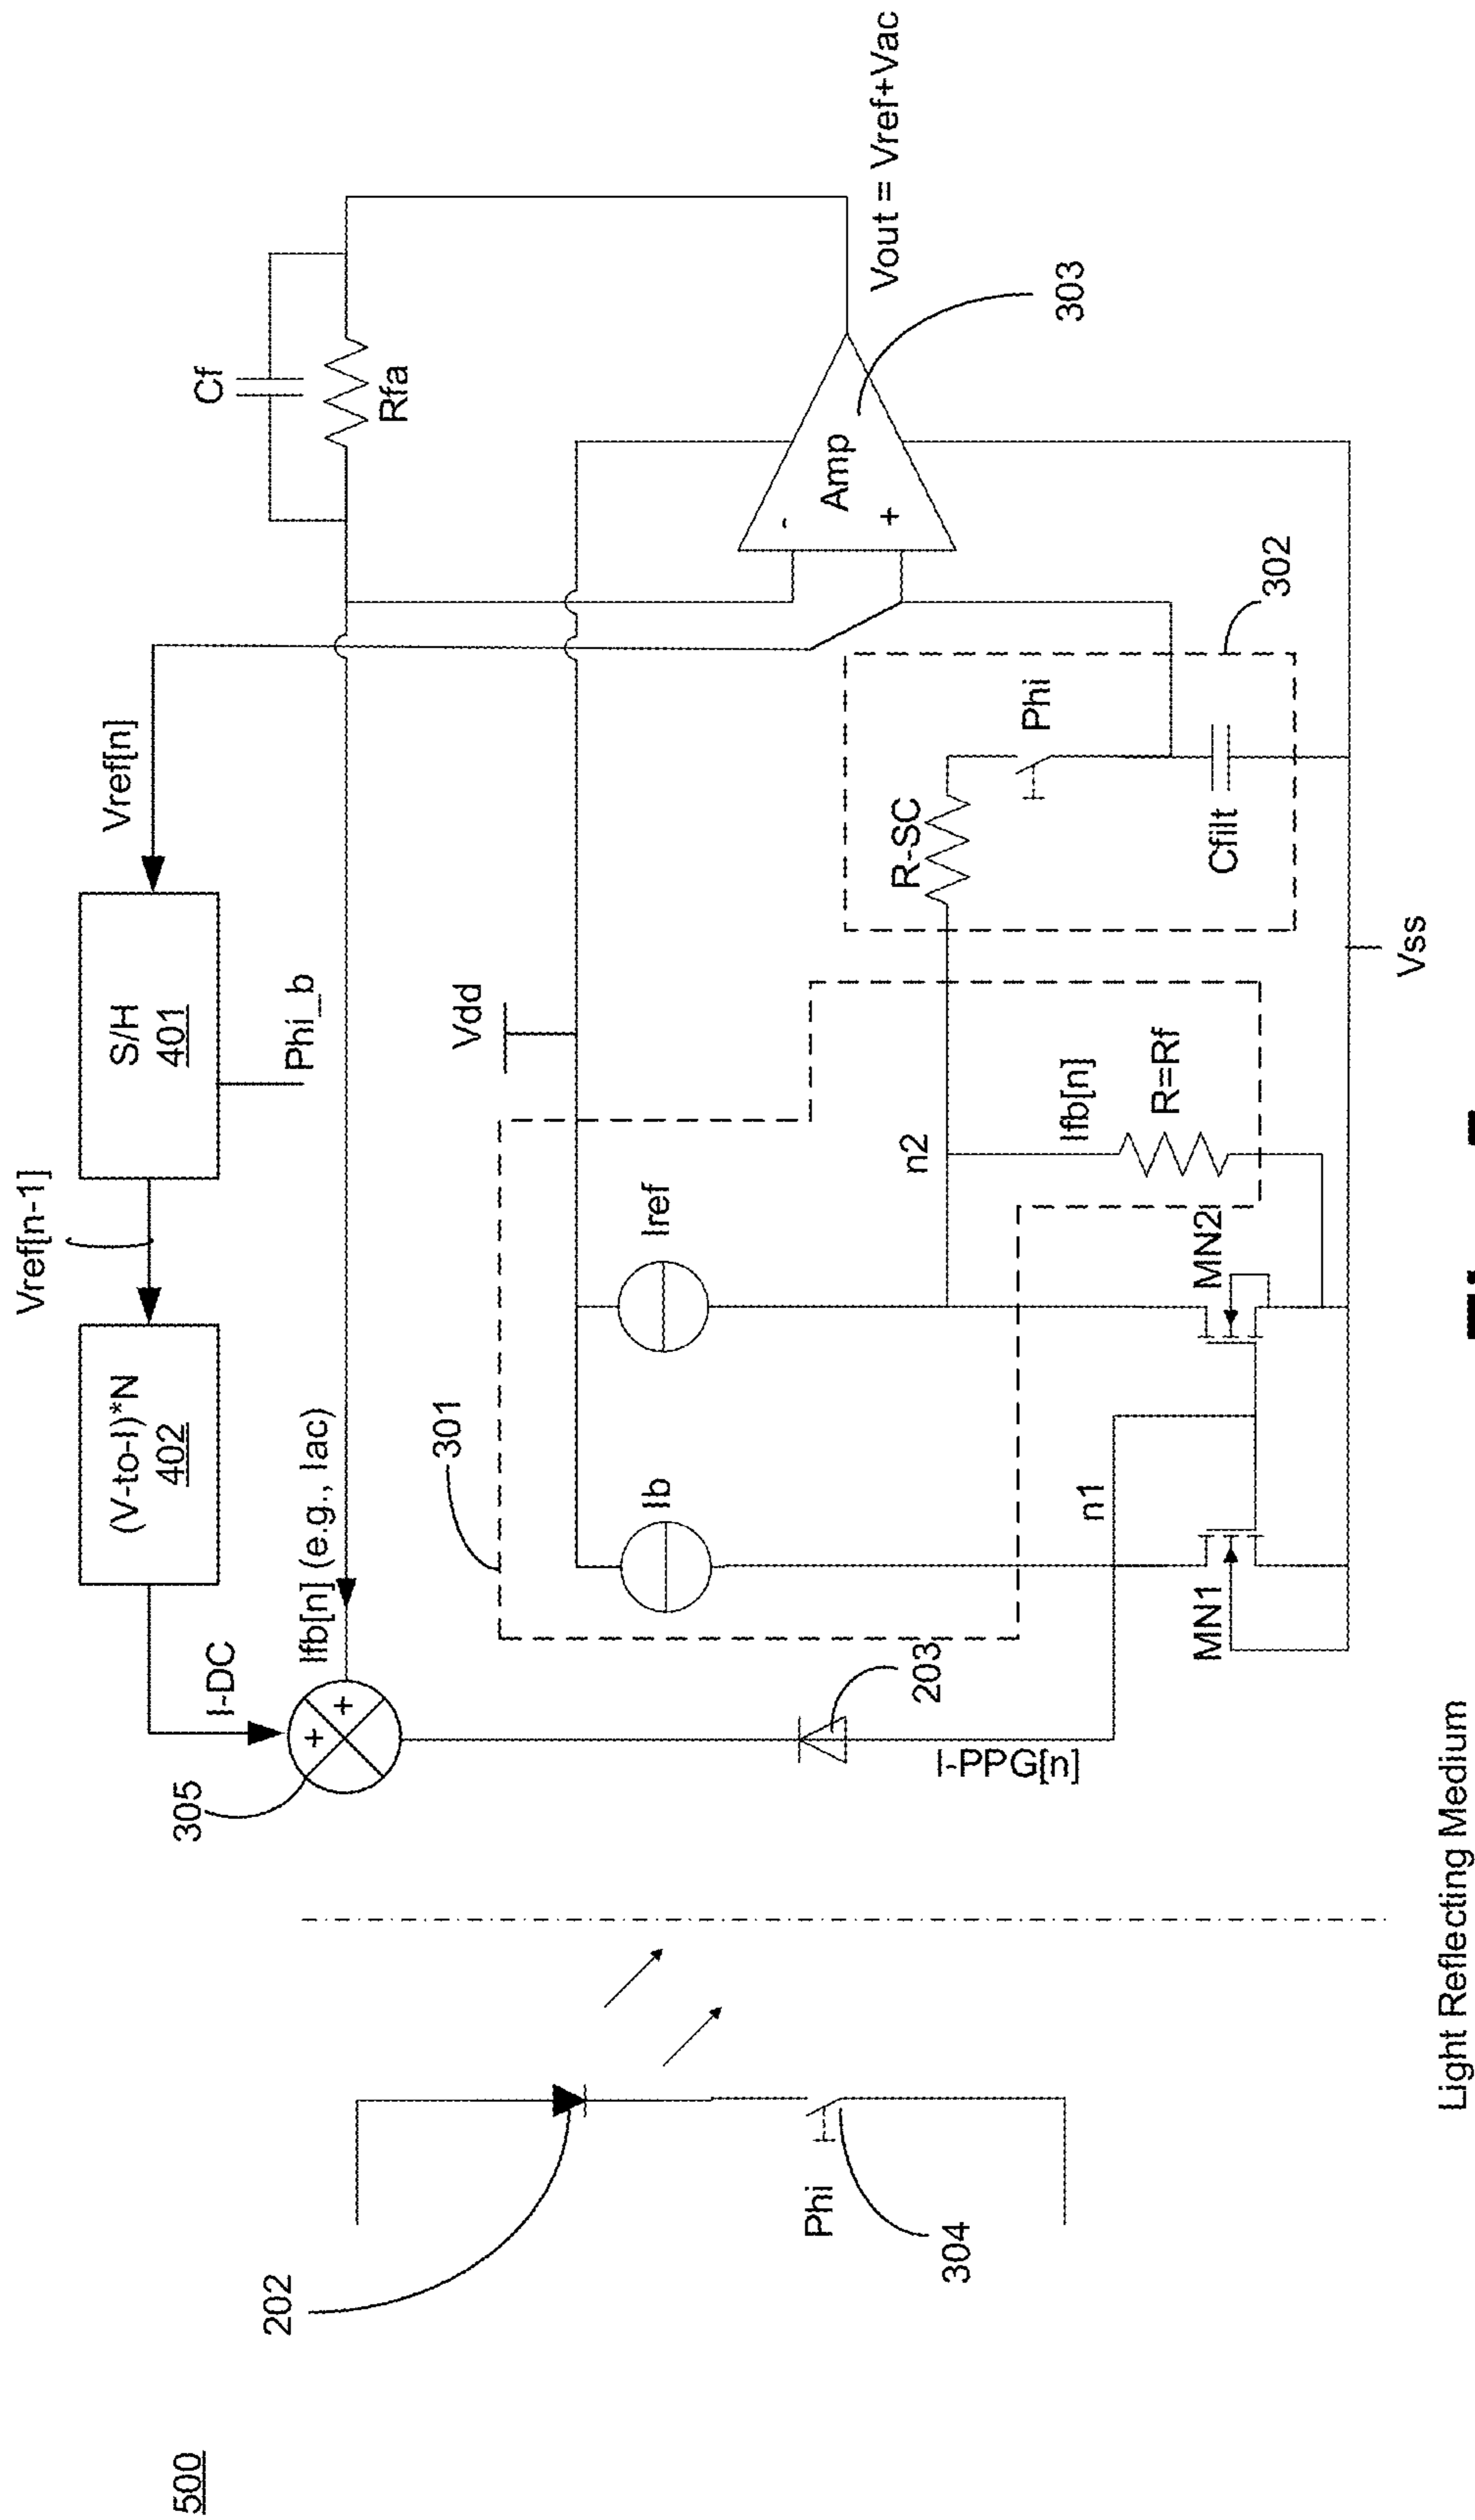 500
202
Phi
304
Light Reflecting Medium
305
I-DC
(V-to-I)*N
402
Vref[n-1]
S/H
401
Phi_b
Vref[n]
Ifb[n] (e.g., Iac)
+
+
203
I-PPG[n]
301
Ib
Iref
Vdd
n1
n2
MN1
MN2
Ifb[n]
R=Rf
Vss
R-SC
Phi
Cfilt
302
Cf
Rfa
-
+
Amp
303
Vout = Vref+Vac